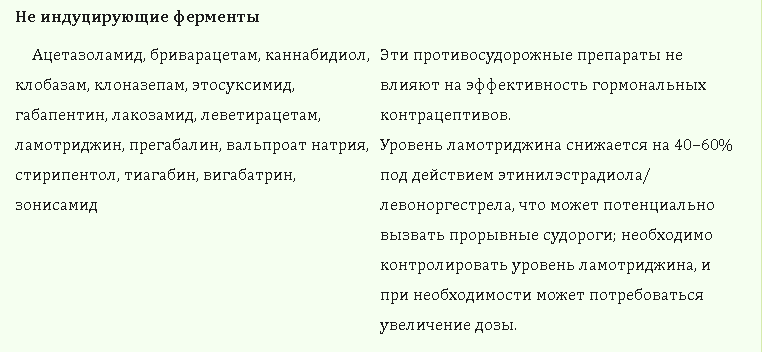 Не индуцирующие ферменты
Ацетазоламид, бриварацетам, каннабидиол,
клобазам, клоназепам, этосуксимид,
габапентин, лакозамид, леветирацетам,
ламотриджин, прегабалин, вальпроат натрия,
стирипентол, тиагабин, вигабатрин,
зонисамид
Эти противосудорожные препараты не
влияют на эффективность гормональных
контрацептивов.
Уровень ламотриджина снижается на 40–60%
под действием этинилэстрадиола/
левоноргестрела, что может потенциально
вызвать прорывные судороги; необходимо
контролировать уровень ламотриджина, и
при необходимости может потребоваться
увеличение дозы.